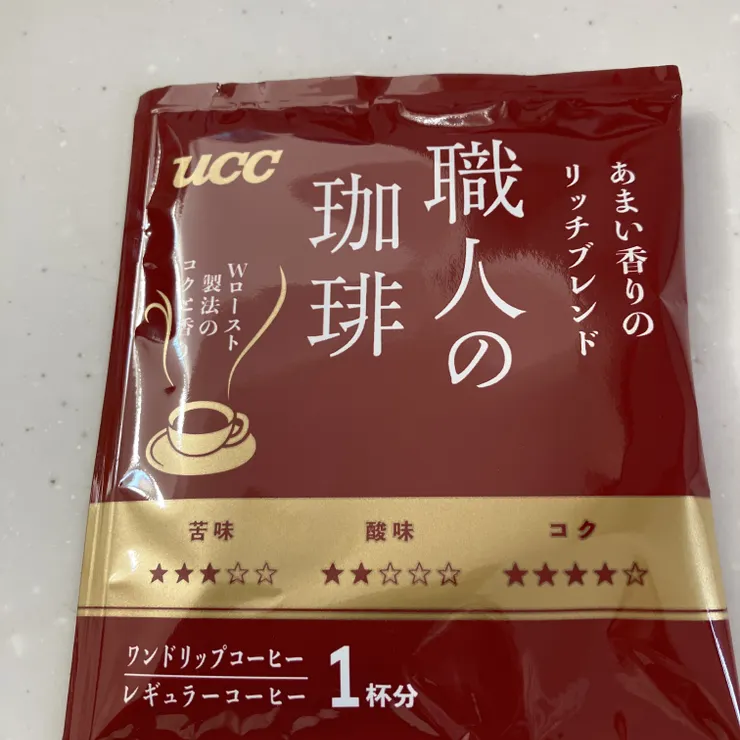 UCC
あまい香りの
リッチブレンド
職人の
珈琲
Wロースト
製法の
コクと香
苦味
★★★☆☆
酸味
★★☆☆☆
コク
★★★★☆
ワンドリップコーヒー
レギュラーコーヒー
1杯分